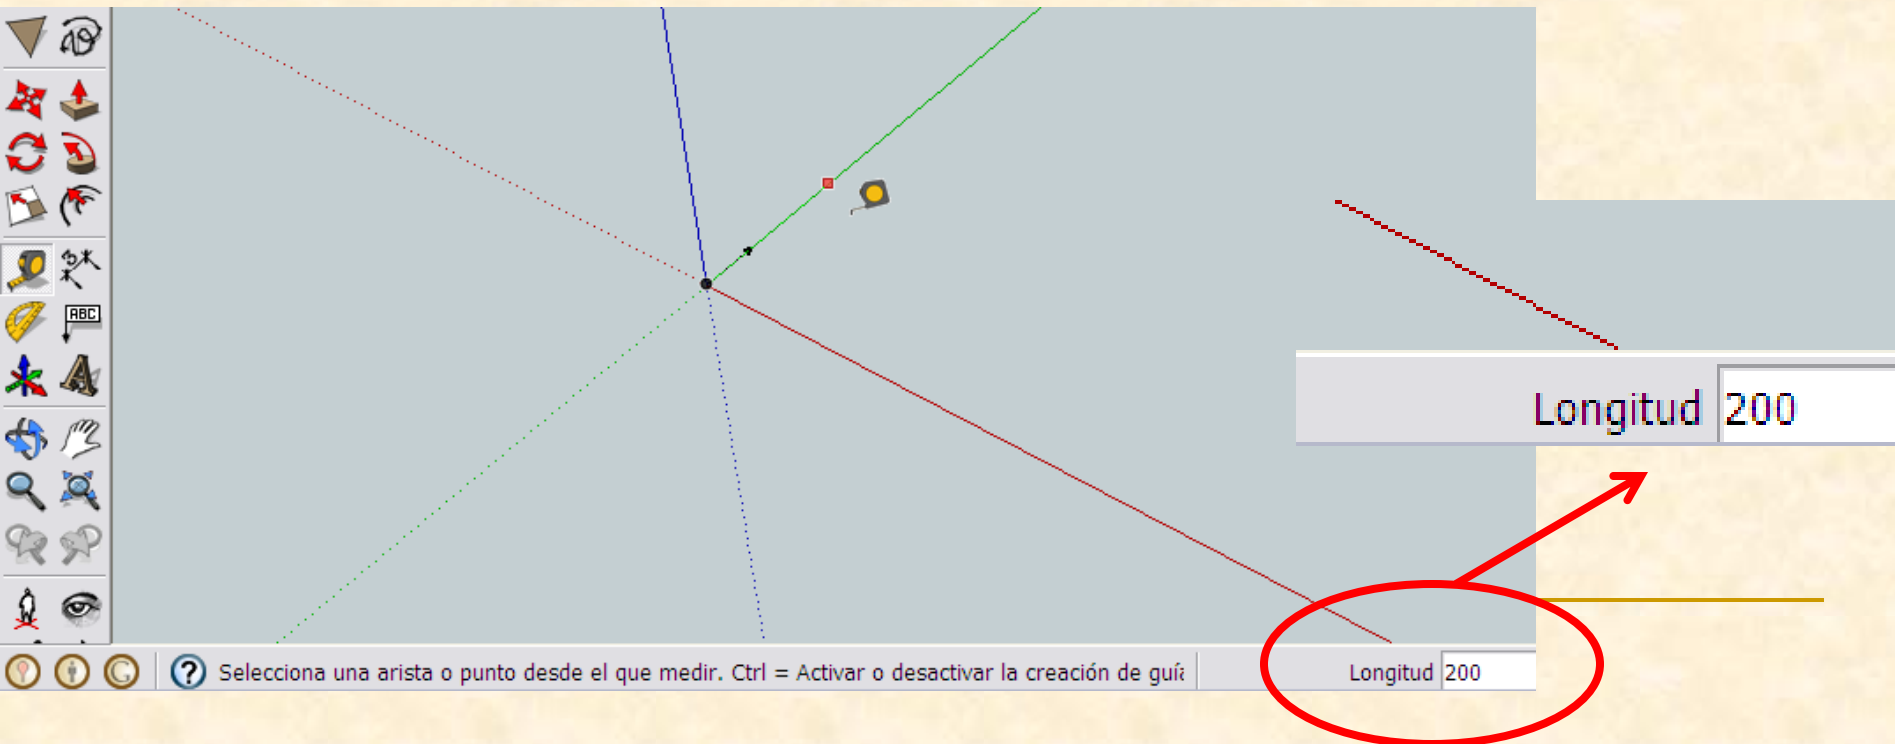 ABC
Longitud 200
Selecciona una arista o punto desde el que medir. Ctrl = Activar o desactivar la creación de guí
Longitud 200